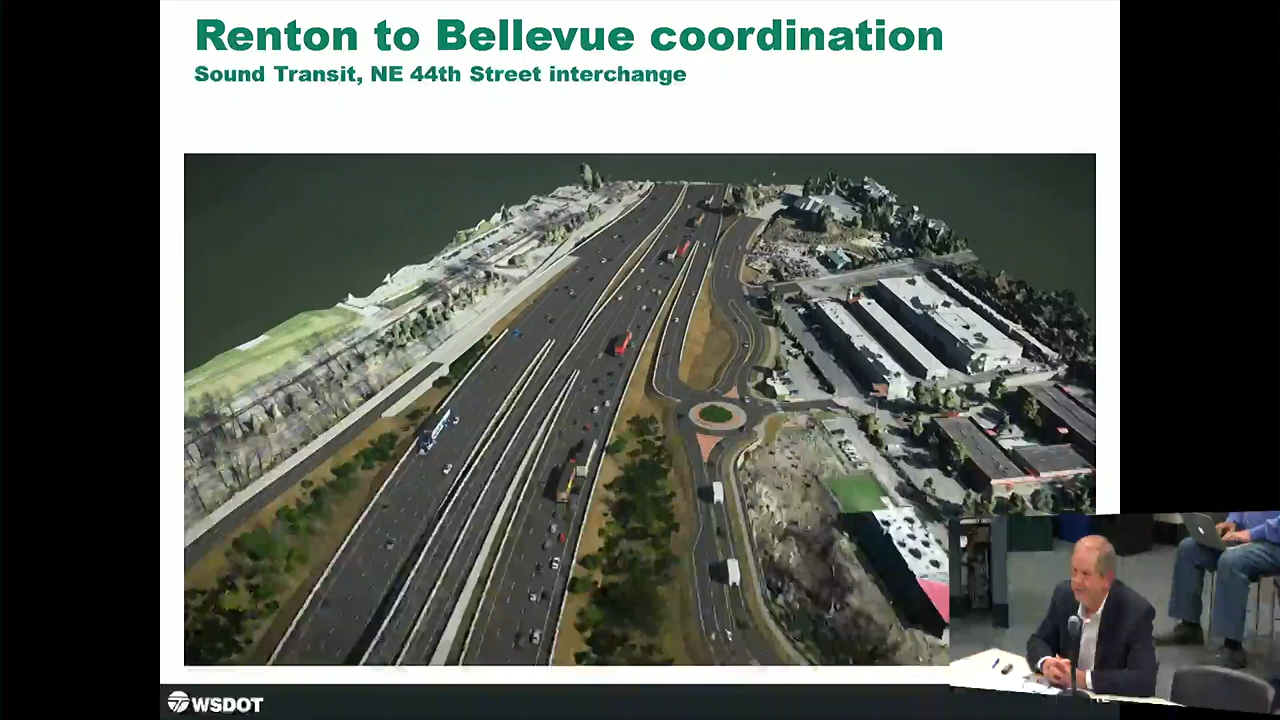 Renton to Bellevue coordination
Sound Transit, NE 44th Street interchange
WSDOT